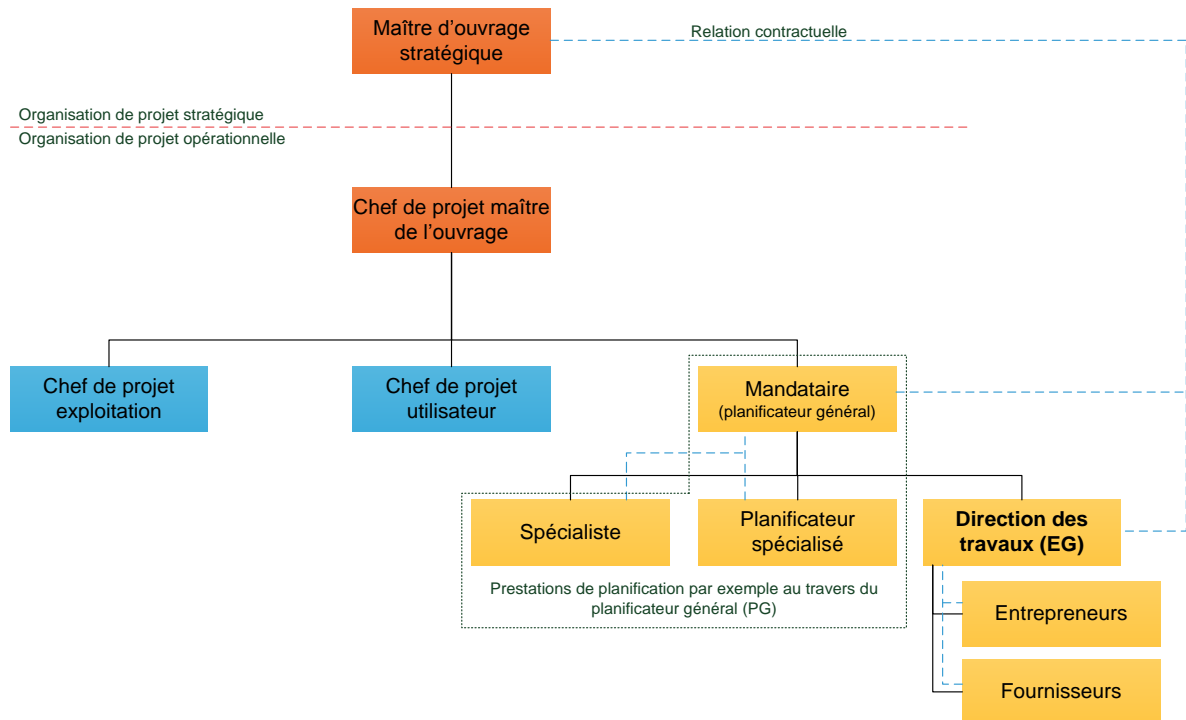 Maître d'ouvrage
stratégique
Relation contractuelle
Organisation de projet stratégique
Organisation de projet opérationnelle
Chef de projet maître
de l'ouvrage
Chef de projet
exploitation
Chef de projet
utilisateur
Mandataire
(planificateur général)
Spécialiste
Planificateur
spécialisé
Direction des
travaux (EG)
Prestations de planification par exemple au travers du
planificateur général (PG)
Entrepreneurs
Fournisseurs